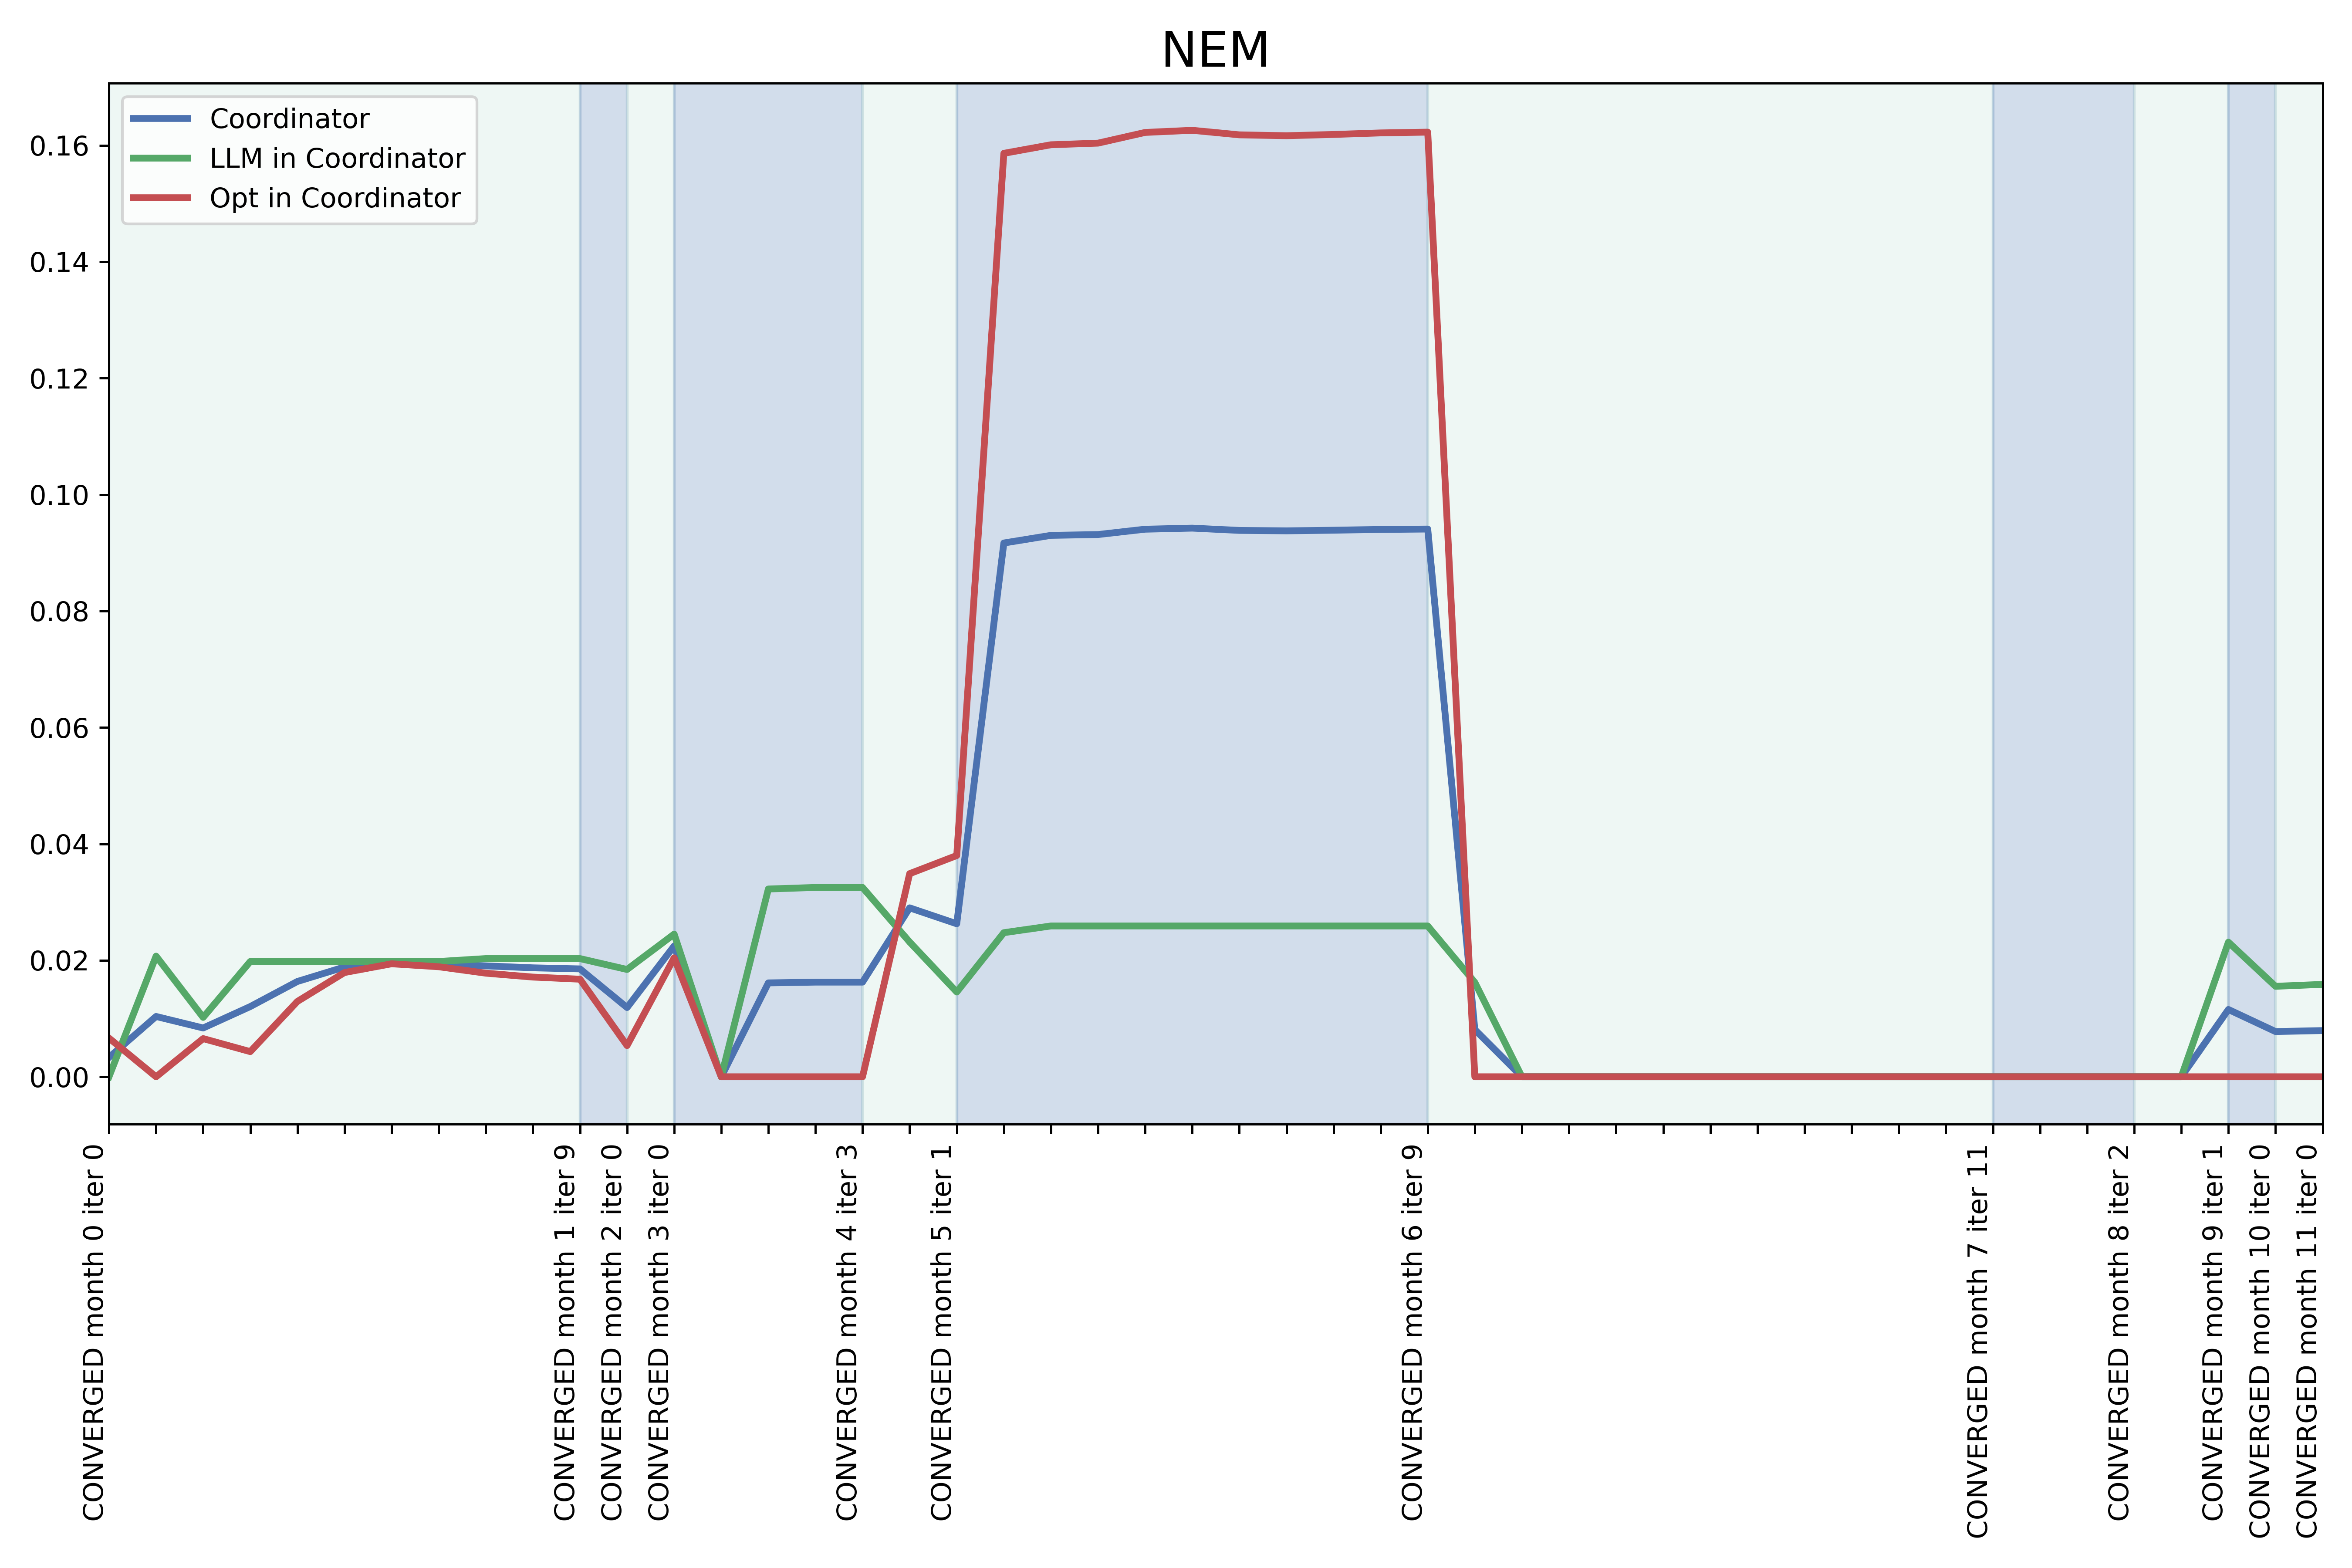 NEM
Coordinator
LLM in Coordinator
Opt in Coordinator
0.16
0.14
0.12
0.10
0.08
0.06
0.04
0.02
0.00
CONVERGED month 0 iter 0
CONVERGED month 1 iter 9
CONVERGED month 2 iter 0
CONVERGED month 3 iter 0
CONVERGED month 4 iter 3
CONVERGED month 5 iter 1
CONVERGED month 6 iter 9
CONVERGED month 7 iter 11
CONVERGED month 8 iter 2
CONVERGED month 9 iter 1
CONVERGED month 10 iter 0
CONVERGED month 11 iter 0